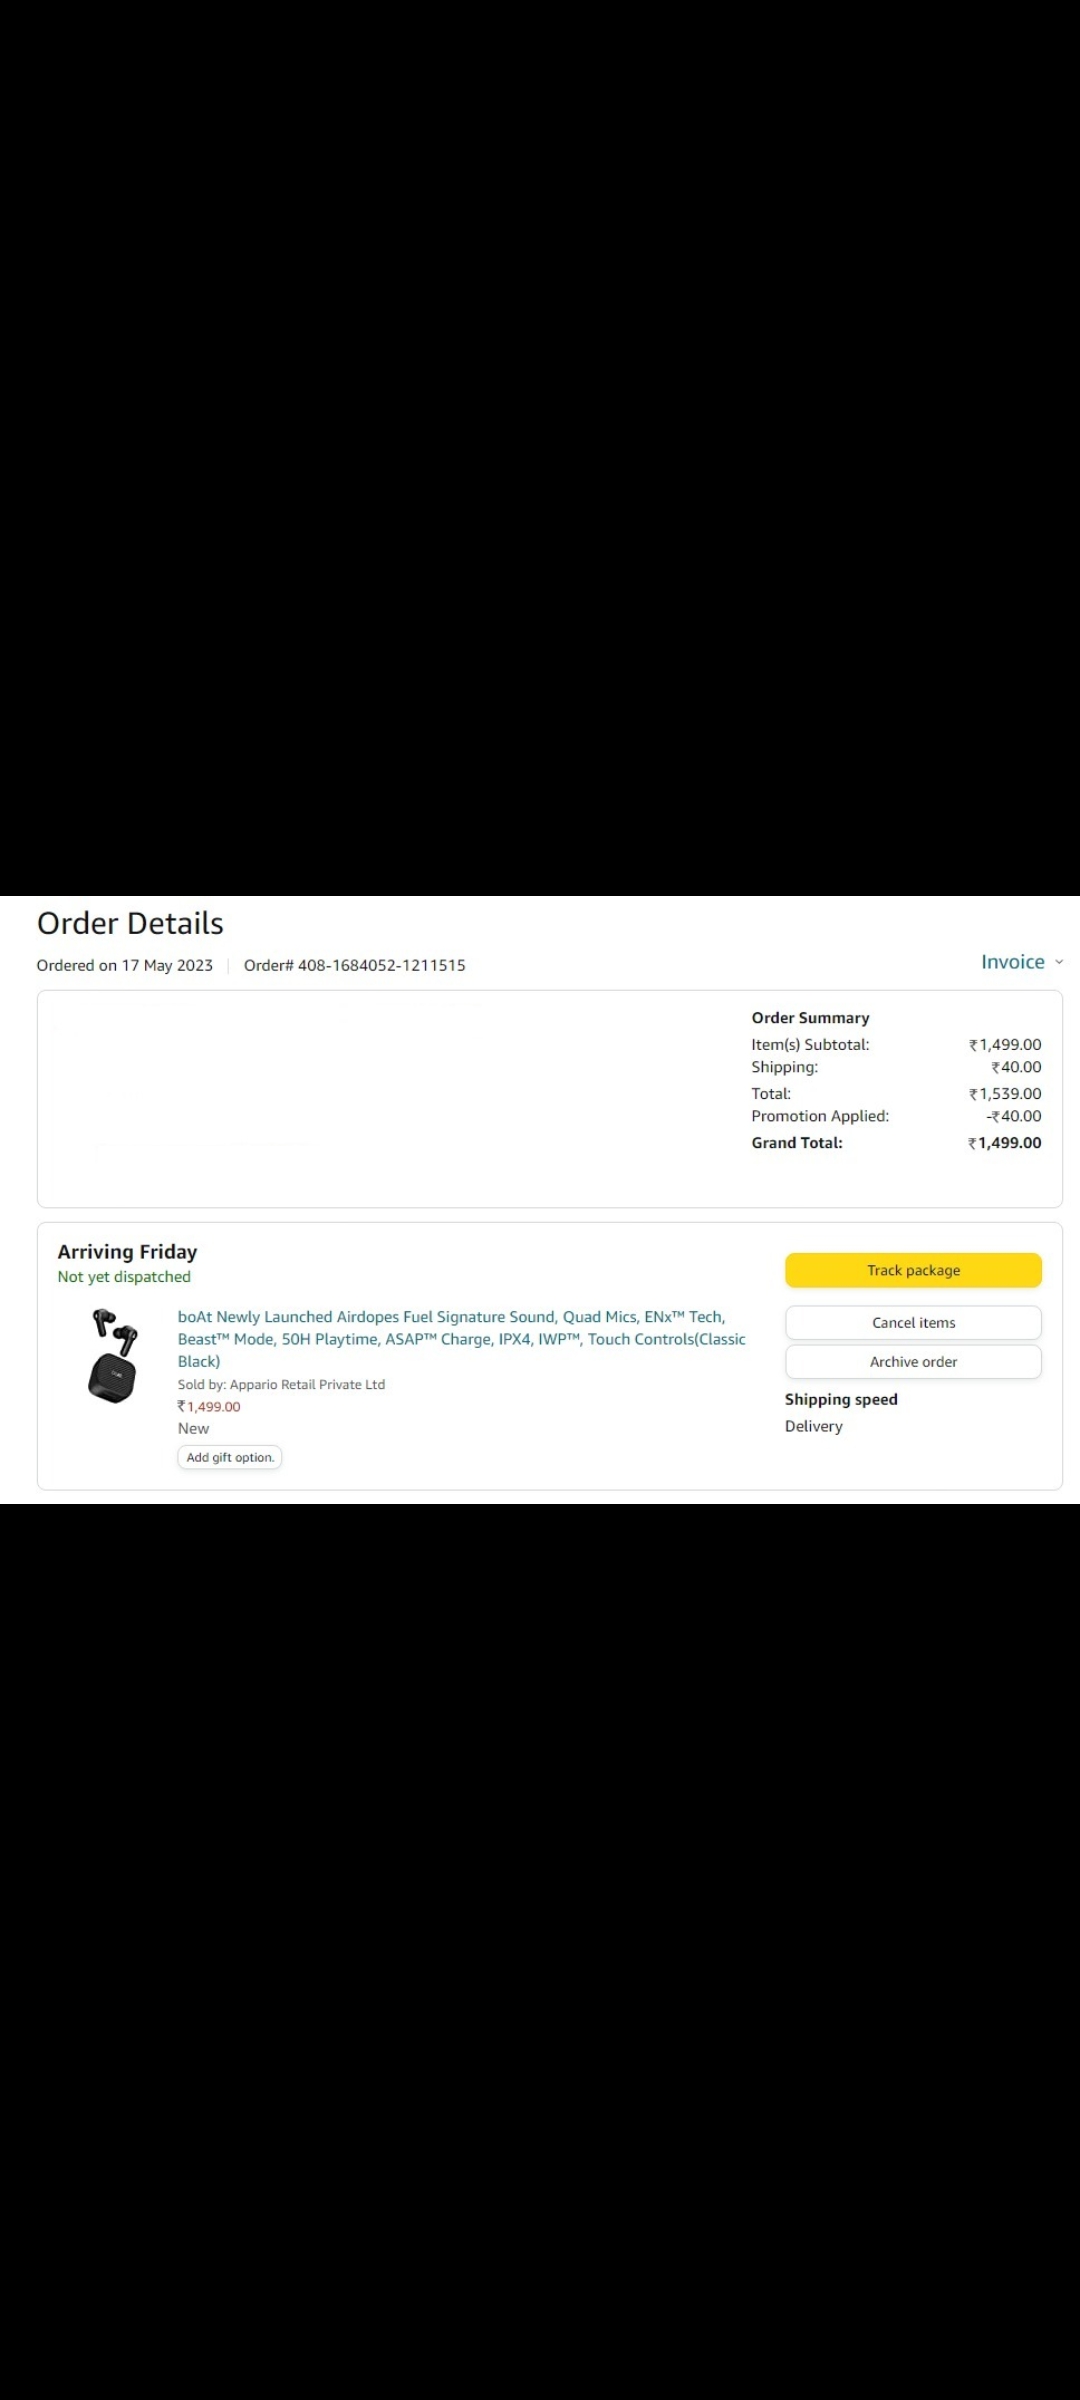 Order Details
Ordered on 17 May 2023 Order# 408-1684052-1211515
Invoice
Order Summary
Item(s) Subtotal: ₹1,499.00
Shipping: ₹40.00
Total: ₹1,539.00
Promotion Applied: -₹40.00
Grand Total: ₹1,499.00
Arriving Friday
Not yet dispatched
boAt Newly Launched Airdopes Fuel Signature Sound, Quad Mics, ENx™ Tech,
Beast™ Mode, 50H Playtime, ASAP™ Charge, IPX4, IWP™, Touch Controls(Classic
Black)
Sold by: Appario Retail Private Ltd
₹1,499.00
New
Add gift option.
Track package
Cancel items
Archive order
Shipping speed
Delivery